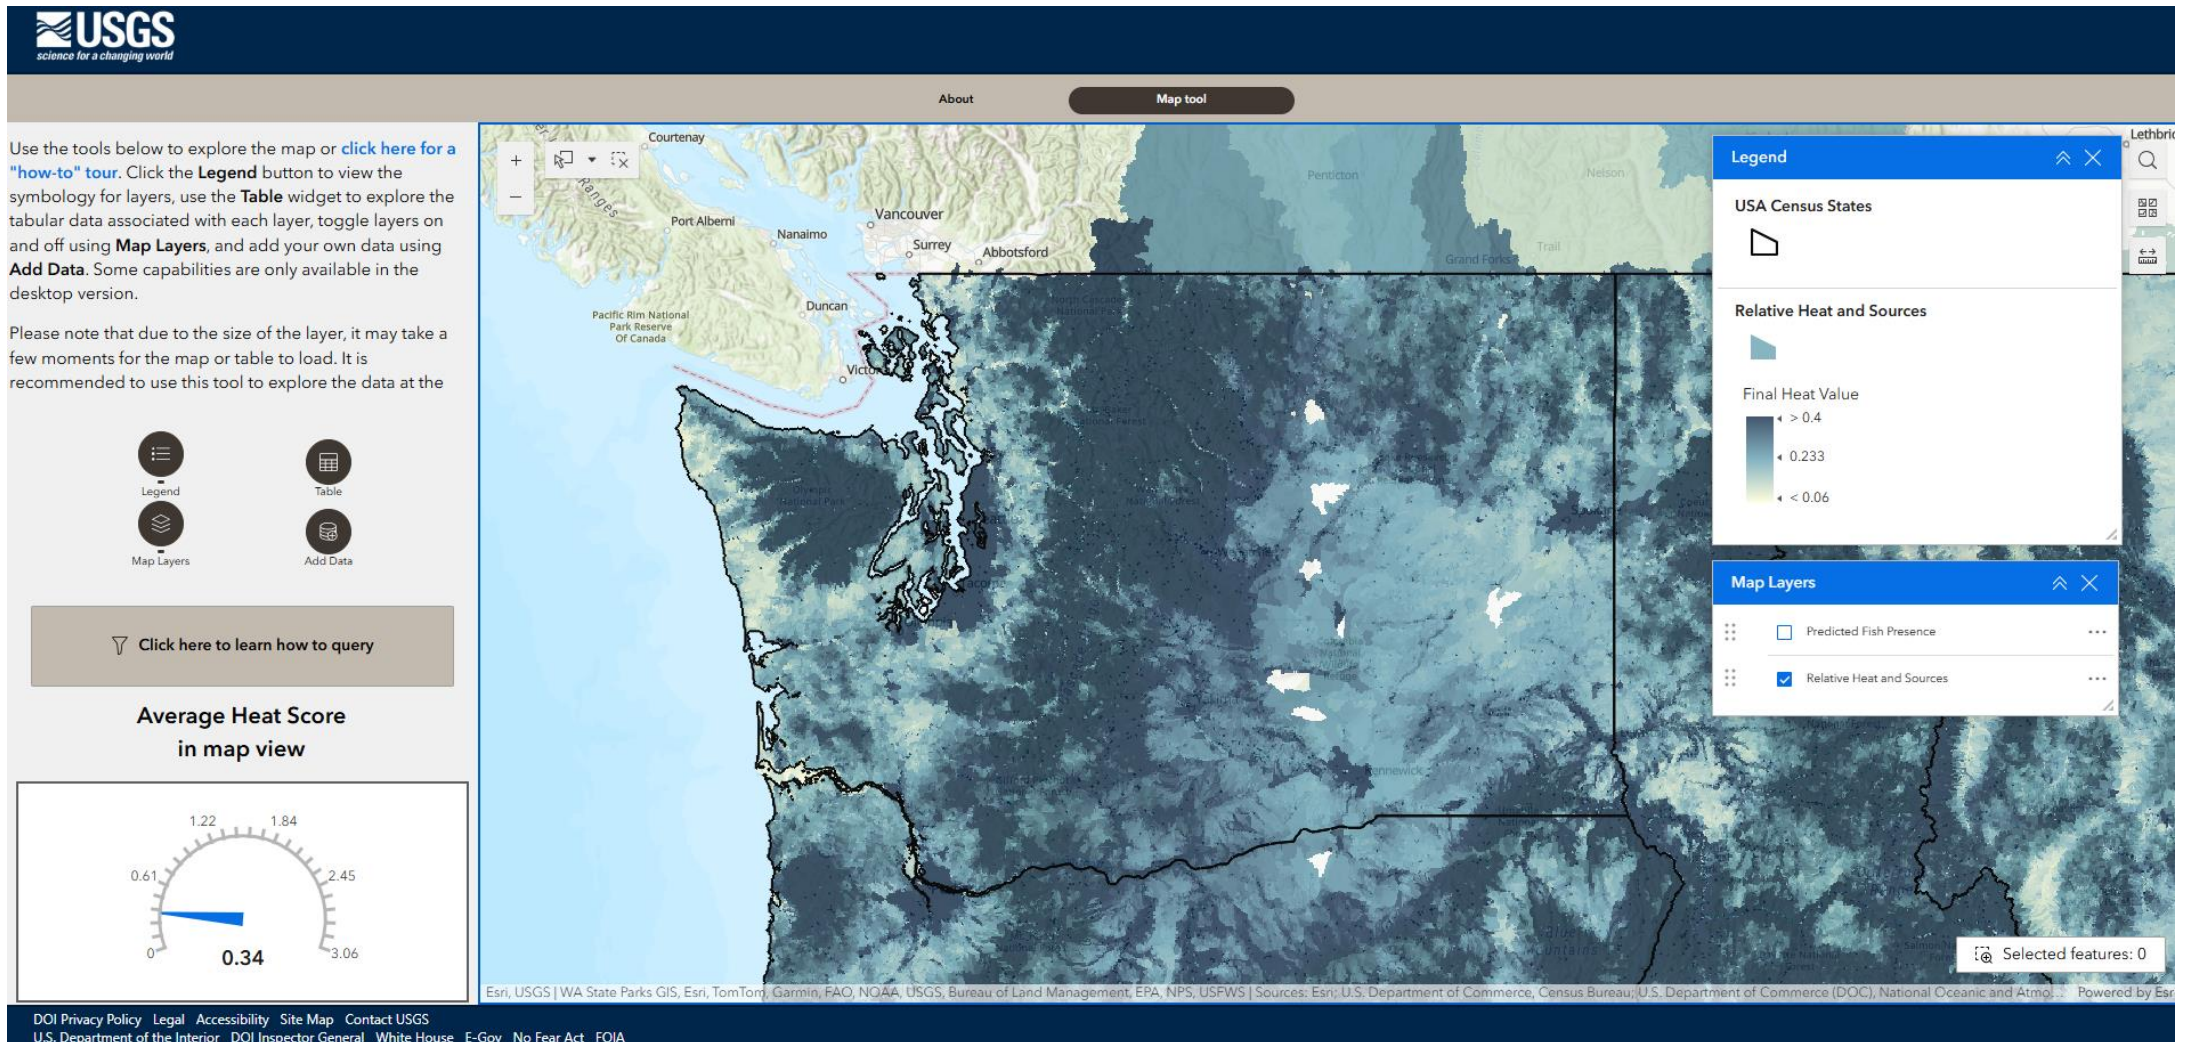 USGS
science for a changing world
About
Map tool
Use the tools below to explore the map or click here for a
"how-to" tour. Click the Legend button to view the
symbology for layers, use the Table widget to explore the
tabular data associated with each layer, toggle layers on
and off using Map Layers, and add your own data using
Add Data. Some capabilities are only available in the
desktop version.
Please note that due to the size of the layer, it may take a
few moments for the map or table to load. It is
recommended to use this tool to explore the data at the
Legend
Table
Map Layers
Add Data
Click here to learn how to query
Average Heat Score
in map view
0
0.61
1.22
1.84
2.45
3.06
0.34
Courtenay
Ranges
Port Alberni
Nanaimo
Vancouver
Surrey
Abbotsford
Duncan
Pacific Rim National
Park Reserve
Of Canada
Penticton
Nelson
Trail
Grand Forks
Kennewick
Legend
USA Census States
Relative Heat and Sources
Final Heat Value
> 0.4
0.233
< 0.06
Map Layers
Predicted Fish Presence
Relative Heat and Sources
Selected features: 0
Esri, USGS | WA State Parks GIS, Esri, TomTom, Garmin, FAO, NOAA, USGS, Bureau of Land Management, EPA, NPS, USFWS | Sources: Esri; U.S. Department of Commerce, Census Bureau; U.S. Department of Commerce (DOC), National Oceanic and Atmo...
Powered by Esr
DOI Privacy Policy Legal Accessibility Site Map Contact USGS
U.S. Department of the Interior DOI Inspector General White House E-Gov No Fear Act FOIA